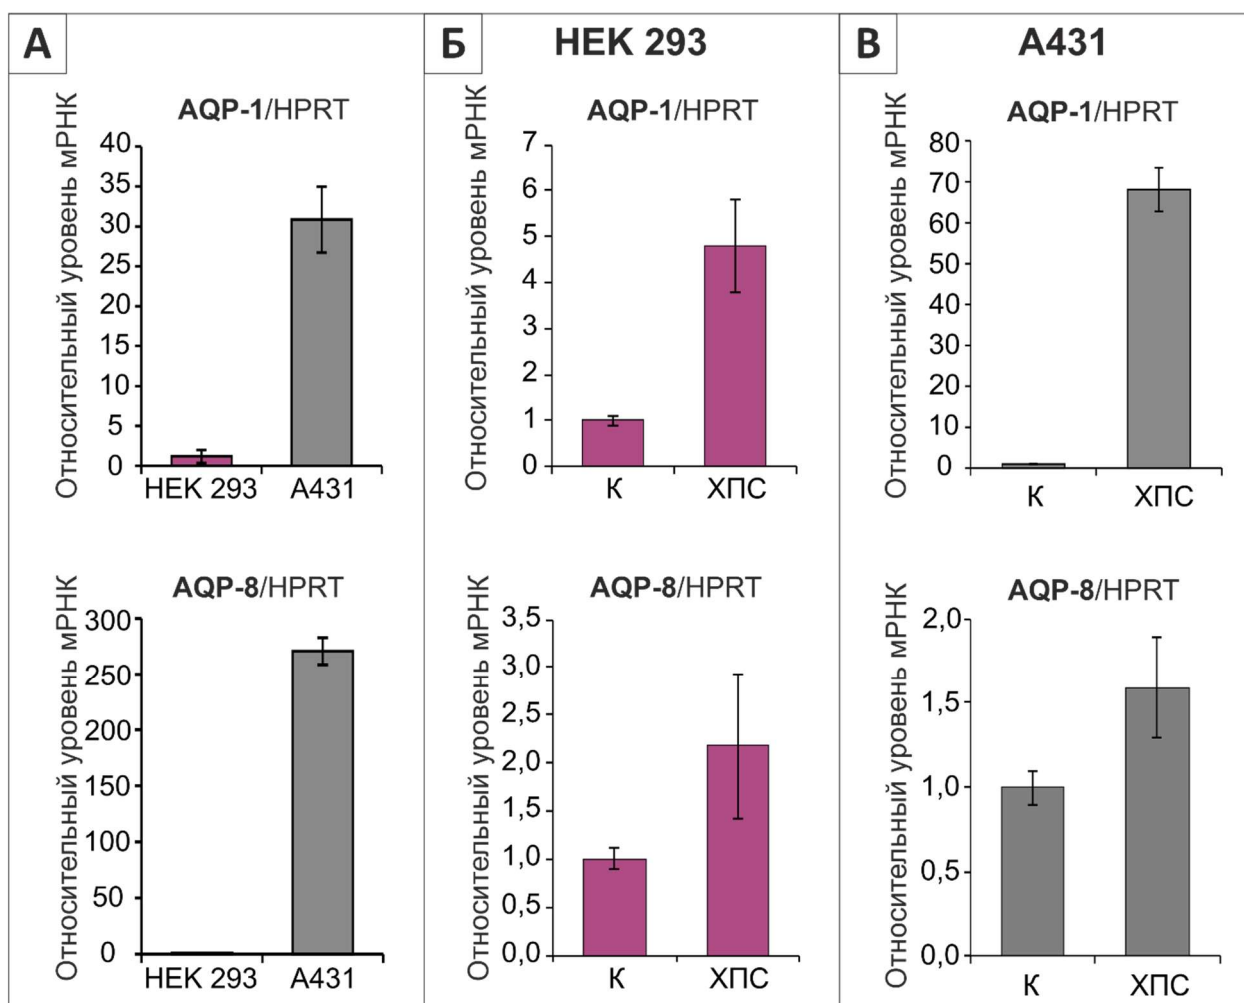 А
AQP-1/HPRT
Относительный уровень мРНК
40
35
30
25
20
15
10
5
0
HEK 293
A431
AQP-8/HPRT
Относительный уровень мРНК
300
250
200
150
100
50
0
HEK 293
A431
Б
HEK 293
AQP-1/HPRT
Относительный уровень мРНК
7
6
5
4
3
2
1
0
К
ХПС
AQP-8/HPRT
Относительный уровень мРНК
3,5
3,0
2,5
2,0
1,5
1,0
0,5
0,0
К
ХПС
В
A431
AQP-1/HPRT
Относительный уровень мРНК
80
70
60
50
40
30
20
10
0
К
ХПС
AQP-8/HPRT
Относительный уровень мРНК
2,0
1,5
1,0
0,5
0,0
К
ХПС